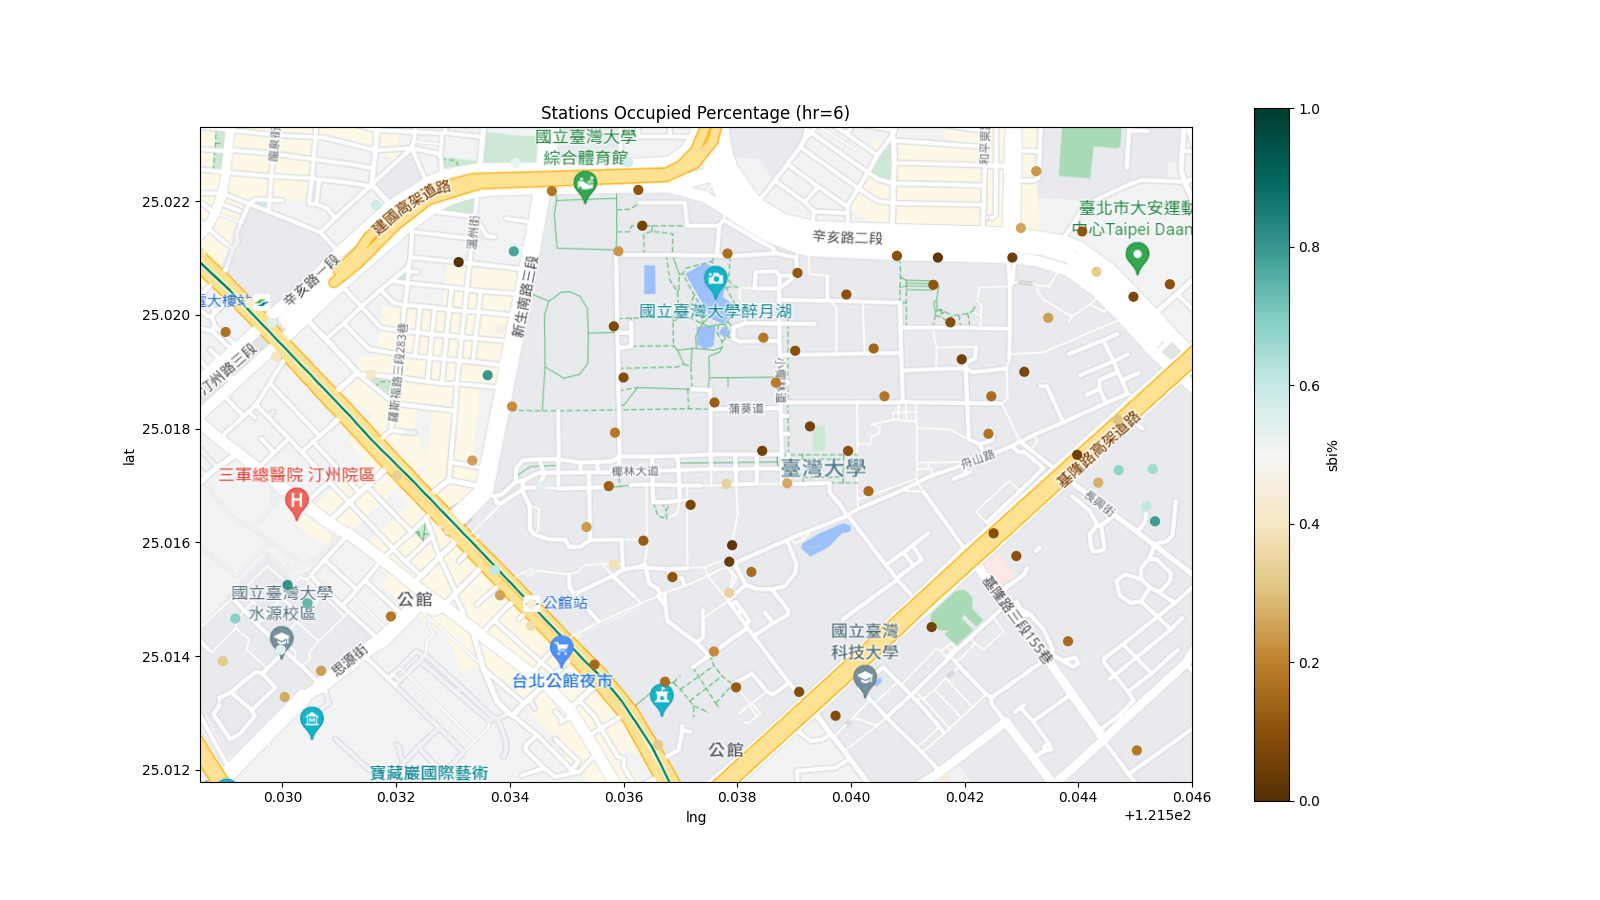 Stations Occupied Percentage (hr=6)
國立臺灣大學
綜合體育館
龍泉街
建國高架道路
溫州街
辛亥路一段
新生南路三段
辛亥路二段
臺北市大安運動
中心Taipei Daan
電大樓站
國立臺灣大學醉月湖
汀州路三段
羅斯福路三段283巷
小椰林道
蒲葵道
基隆路高架道路
三軍總醫院 汀州院區
椰林大道
臺灣大學
舟山路
長興街
國立臺灣大學
水源校區
公館
公館站
基隆路三段155巷
國立臺灣
科技大學
思源街
台北公館夜市
公館
寶藏巖國際藝術
25.022
25.020
25.018
25.016
25.014
25.012
lat
0.030 0.032 0.034 0.036 0.038 0.040 0.042 0.044 0.046
lng
+1.215e2
1.0
0.8
0.6
0.4
0.2
0.0
sbi%